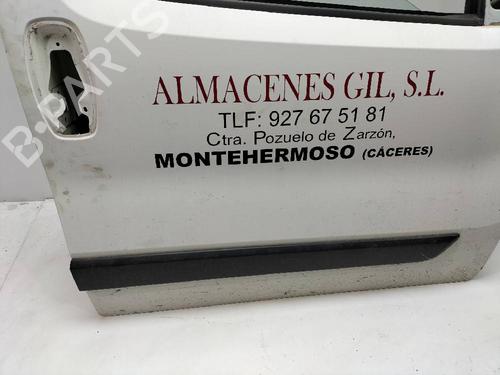 B-PARTS
ALMACENES GIL, S.L.
TLF: 927 67 51 81
Ctra. Pozuelo de Zarzón,
MONTEHERMOSO (CÁCERES)